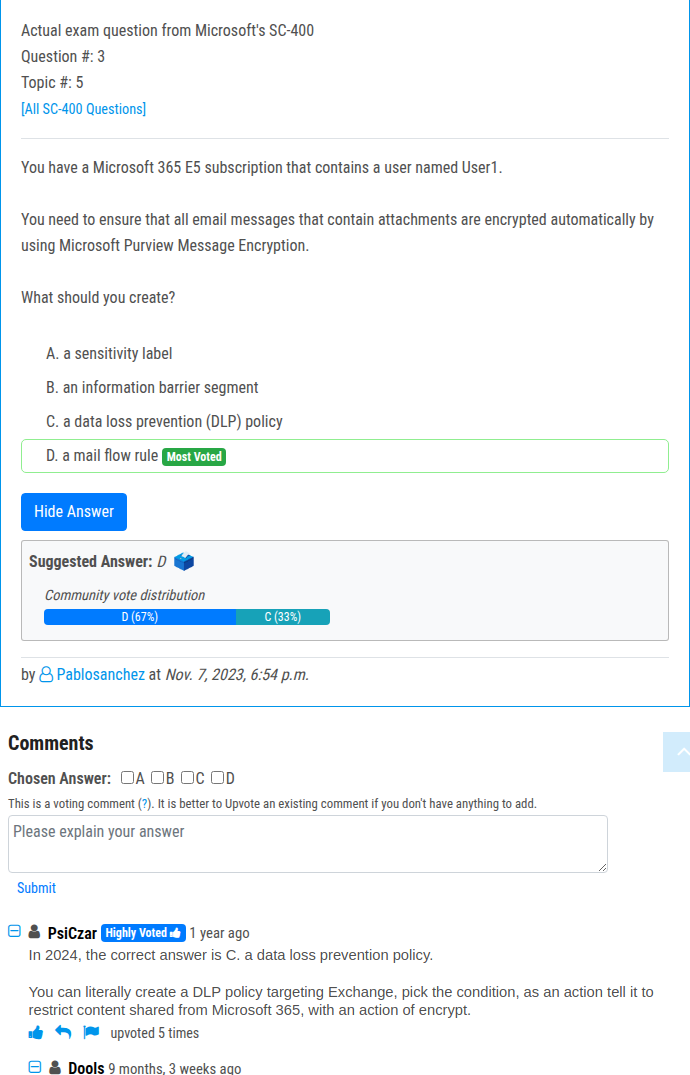 Actual exam question from Microsoft's SC-400
Question #: 3
Topic #: 5
[All SC-400 Questions]
You have a Microsoft 365 E5 subscription that contains a user named User1.
You need to ensure that all email messages that contain attachments are encrypted automatically by
using Microsoft Purview Message Encryption.
What should you create?
A. a sensitivity label
B. an information barrier segment
C. a data loss prevention (DLP) policy
D. a mail flow rule Most Voted
Hide Answer
Suggested Answer: D
Community vote distribution
D (67%) C (33%)
by Pablosanchez at Nov. 7, 2023, 6:54 p.m.
Comments
Chosen Answer: A B C D
This is a voting comment (?). It is better to Upvote an existing comment if you don't have anything to add.
Please explain your answer
Submit
PsiCzar Highly Voted 1 year ago
In 2024, the correct answer is C. a data loss prevention policy.
You can literally create a DLP policy targeting Exchange, pick the condition, as an action tell it to
restrict content shared from Microsoft 365, with an action of encrypt.
upvoted 5 times
Dools 9 months, 3 weeks ago